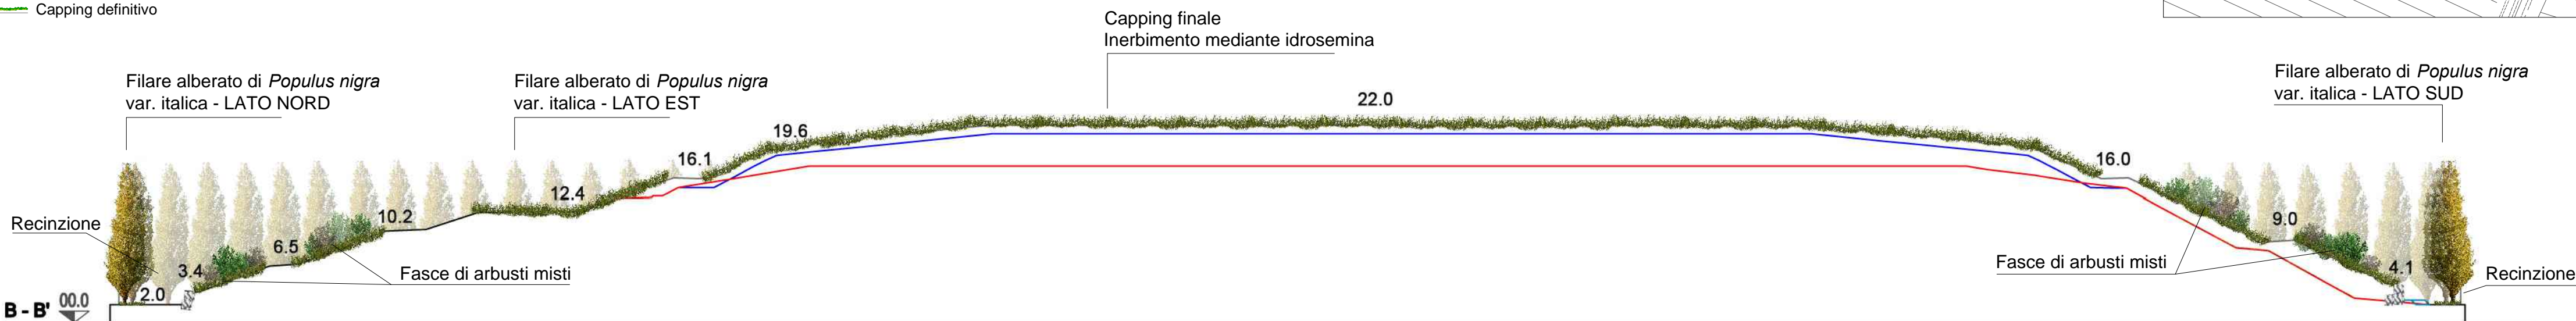 Capping definitivo
Capping finale
Inerbimento mediante idrosemina
Filare alberato di Populus nigra
var. italica - LATO NORD
Filare alberato di Populus nigra
var. italica - LATO EST
Filare alberato di Populus nigra
var. italica - LATO SUD
22.0
19.6
16.1
16.0
12.4
10.2
9.0
Recinzione
6.5
3.4
Fasce di arbusti misti
Fasce di arbusti misti
4.1
Recinzione
2.0
B - B' 00.0